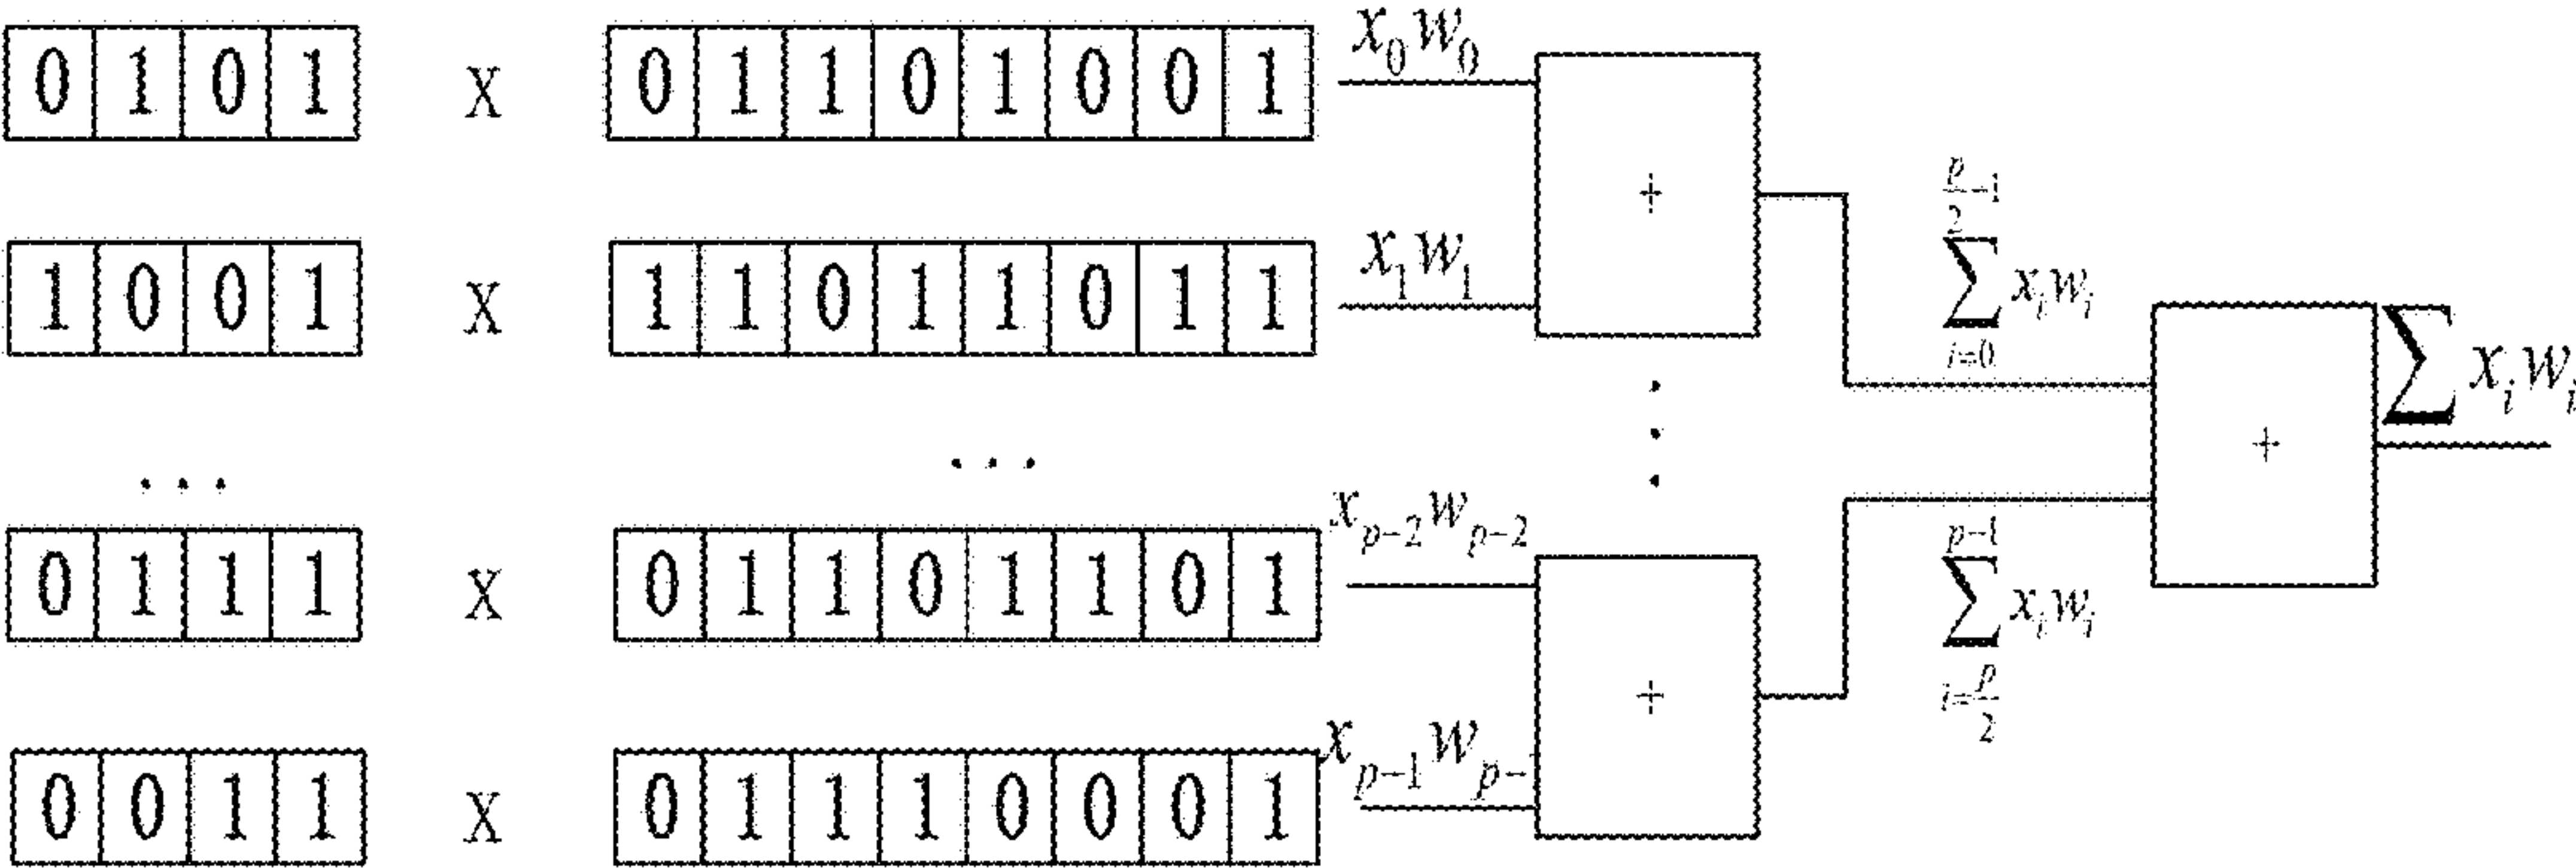 0 1 0 1 X 0 1 1 0 1 0 0 1 x₀w₀
+
1 0 0 1 X 1 1 0 1 1 0 1 1 x₁w₁
p/2−1
∑ xᵢwᵢ
i=0
+
∑ xᵢwᵢ
... ...
⋮
0 1 1 1 X 0 1 1 0 1 1 0 1 xₚ₋₂wₚ₋₂
+
p−1
∑ xᵢwᵢ
i=p/2
0 0 1 1 X 0 1 1 1 0 0 0 1 xₚ₋₁wₚ₋